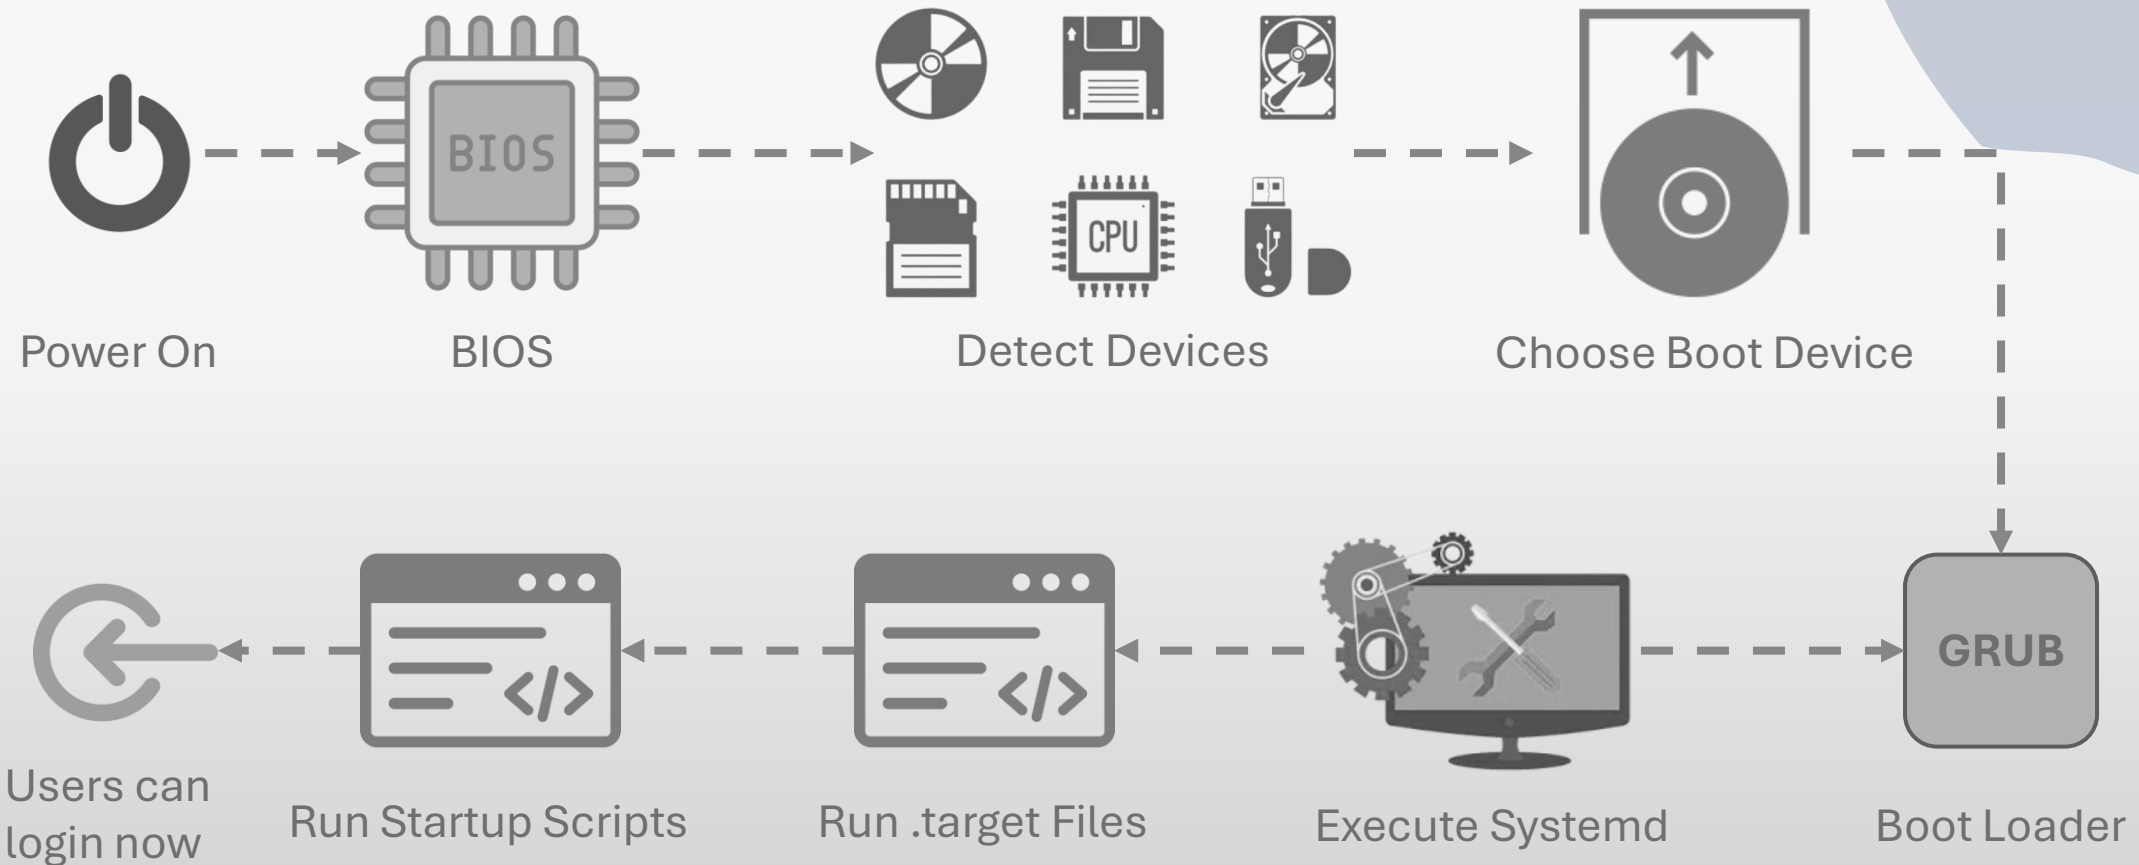 BIOS
CPU
Power On
BIOS
Detect Devices
Choose Boot Device
</>
</>
GRUB
Users can
login now
Run Startup Scripts
Run .target Files
Execute Systemd
Boot Loader